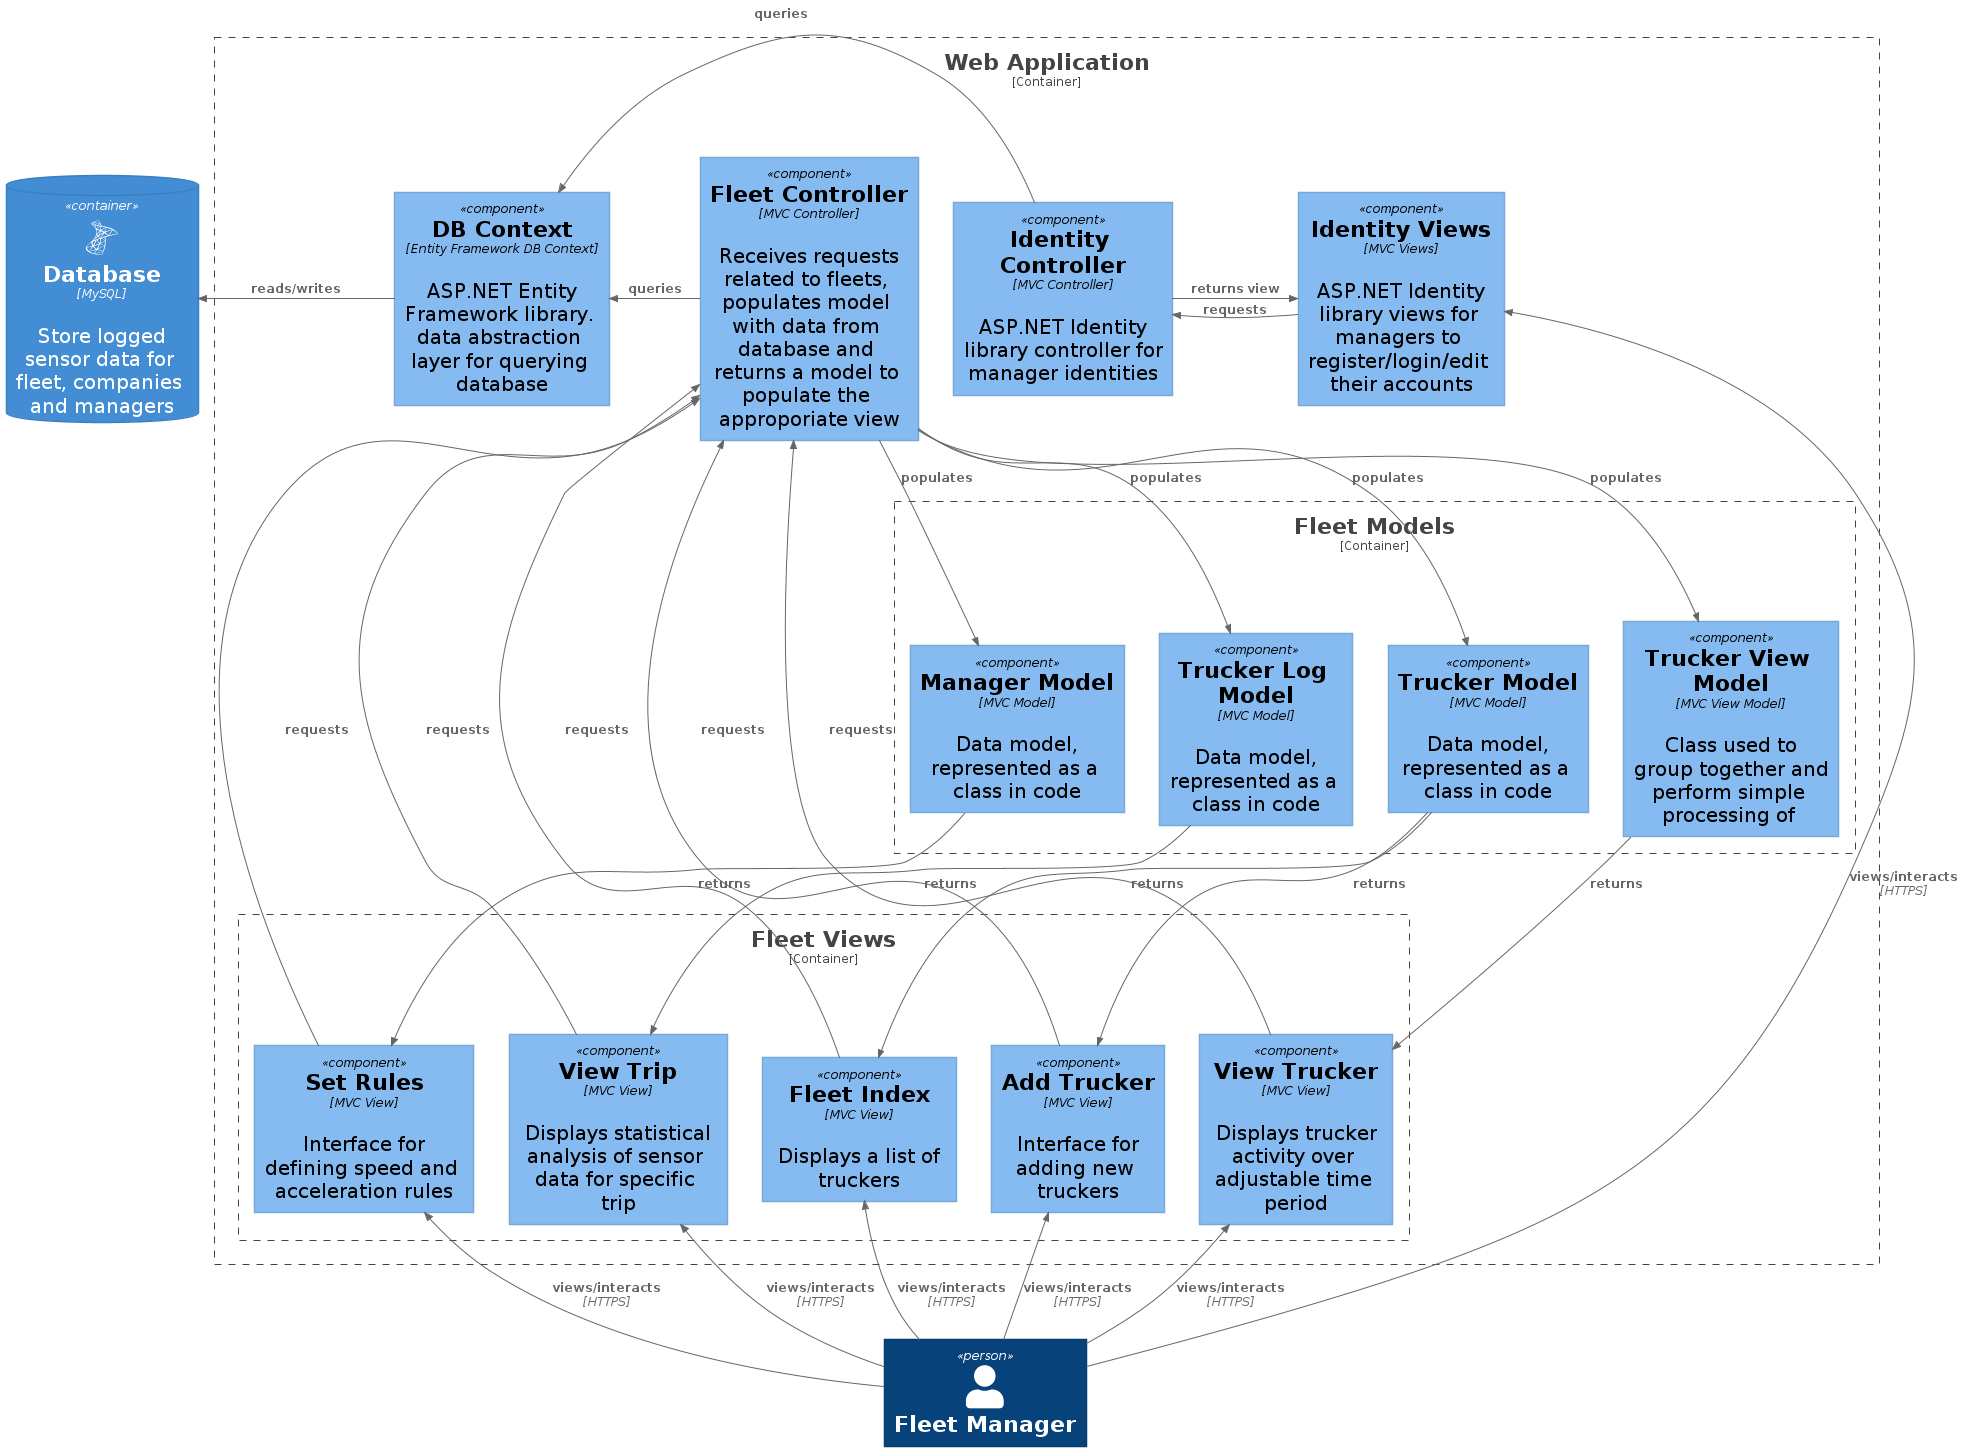 queries
Web Application
[Container]
«container»
Database
[MySQL]
Store logged
sensor data for
fleet, companies
and managers
reads/writes
«component»
DB Context
[Entity Framework DB Context]
ASP.NET Entity
Framework library.
data abstraction
layer for querying
database
queries
«component»
Fleet Controller
[MVC Controller]
Receives requests
related to fleets,
populates model
with data from
database and
returns a model to
populate the
approporiate view
«component»
Identity
Controller
[MVC Controller]
ASP.NET Identity
library controller for
manager identities
returns view
requests
«component»
Identity Views
[MVC Views]
ASP.NET Identity
library views for
managers to
register/login/edit
their accounts
populates
populates
populates
populates
Fleet Models
[Container]
«component»
Manager Model
[MVC Model]
Data model,
represented as a
class in code
«component»
Trucker Log
Model
[MVC Model]
Data model,
represented as a
class in code
«component»
Trucker Model
[MVC Model]
Data model,
represented as a
class in code
«component»
Trucker View
Model
[MVC View Model]
Class used to
group together and
perform simple
processing of
requests
requests
requests
requests
requests
returns
returns
returns
returns
returns
views/interacts
[HTTPS]
Fleet Views
[Container]
«component»
Set Rules
[MVC View]
Interface for
defining speed and
acceleration rules
«component»
View Trip
[MVC View]
Displays statistical
analysis of sensor
data for specific
trip
«component»
Fleet Index
[MVC View]
Displays a list of
truckers
«component»
Add Trucker
[MVC View]
Interface for
adding new
truckers
«component»
View Trucker
[MVC View]
Displays trucker
activity over
adjustable time
period
views/interacts
[HTTPS]
views/interacts
[HTTPS]
views/interacts
[HTTPS]
views/interacts
[HTTPS]
views/interacts
[HTTPS]
«person»
Fleet Manager